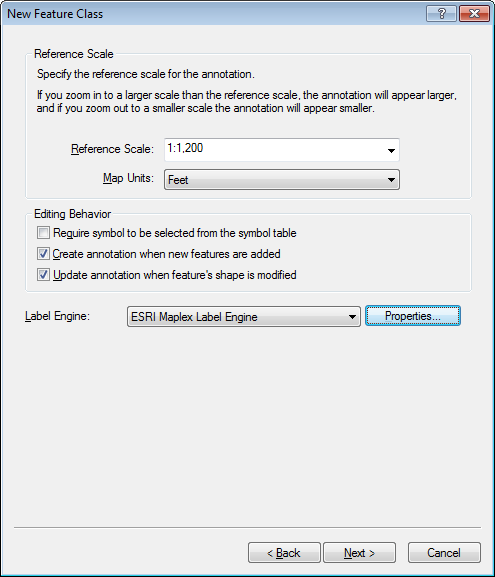 New Feature Class
Reference Scale
Specify the reference scale for the annotation.
If you zoom in to a larger scale than the reference scale, the annotation will appear larger,
and if you zoom out to a smaller scale the annotation will appear smaller.
Reference Scale: 1:1,200
Map Units: Feet
Editing Behavior
Require symbol to be selected from the symbol table
Create annotation when new features are added
Update annotation when feature's shape is modified
Label Engine: ESRI Maplex Label Engine Properties...
< Back Next > Cancel